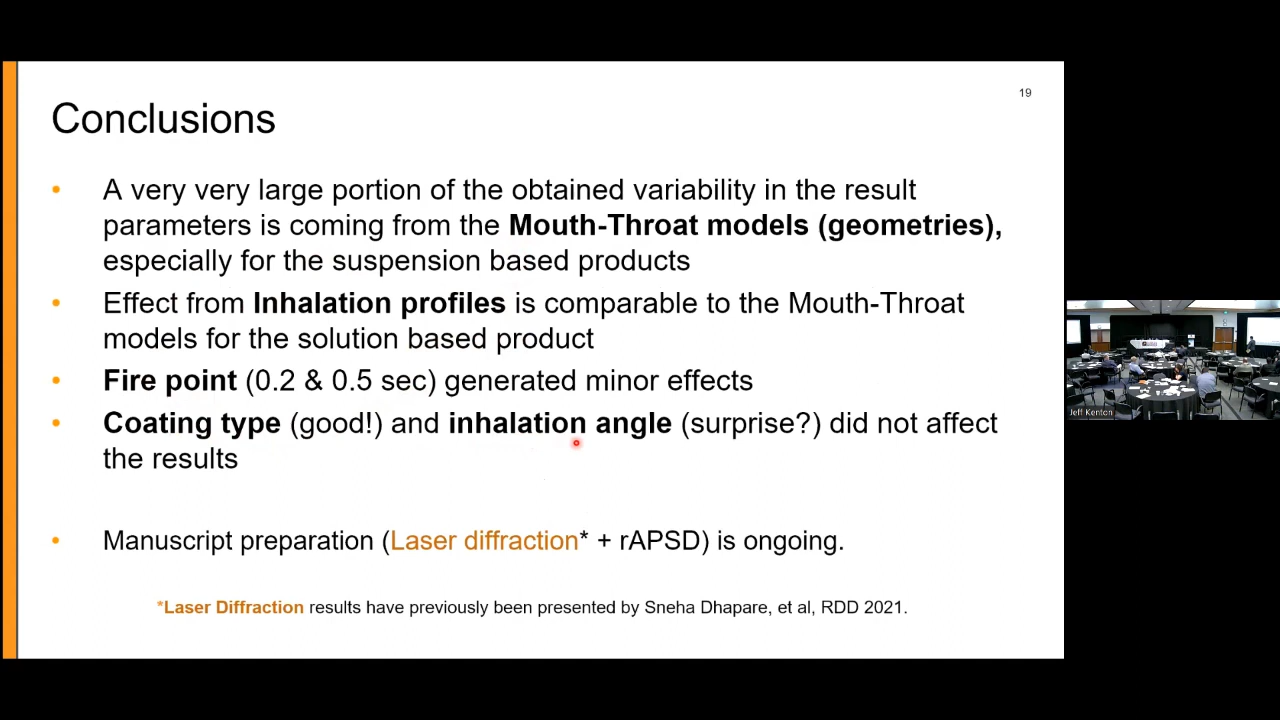 19
Conclusions
• A very very large portion of the obtained variability in the result
parameters is coming from the Mouth-Throat models (geometries),
especially for the suspension based products
• Effect from Inhalation profiles is comparable to the Mouth-Throat
models for the solution based product
• Fire point (0.2 & 0.5 sec) generated minor effects
• Coating type (good!) and inhalation angle (surprise?) did not affect
the results
• Manuscript preparation (Laser diffraction* + rAPSD) is ongoing.
*Laser Diffraction results have previously been presented by Sneha Dhapare, et al, RDD 2021.
Jeff Kenton